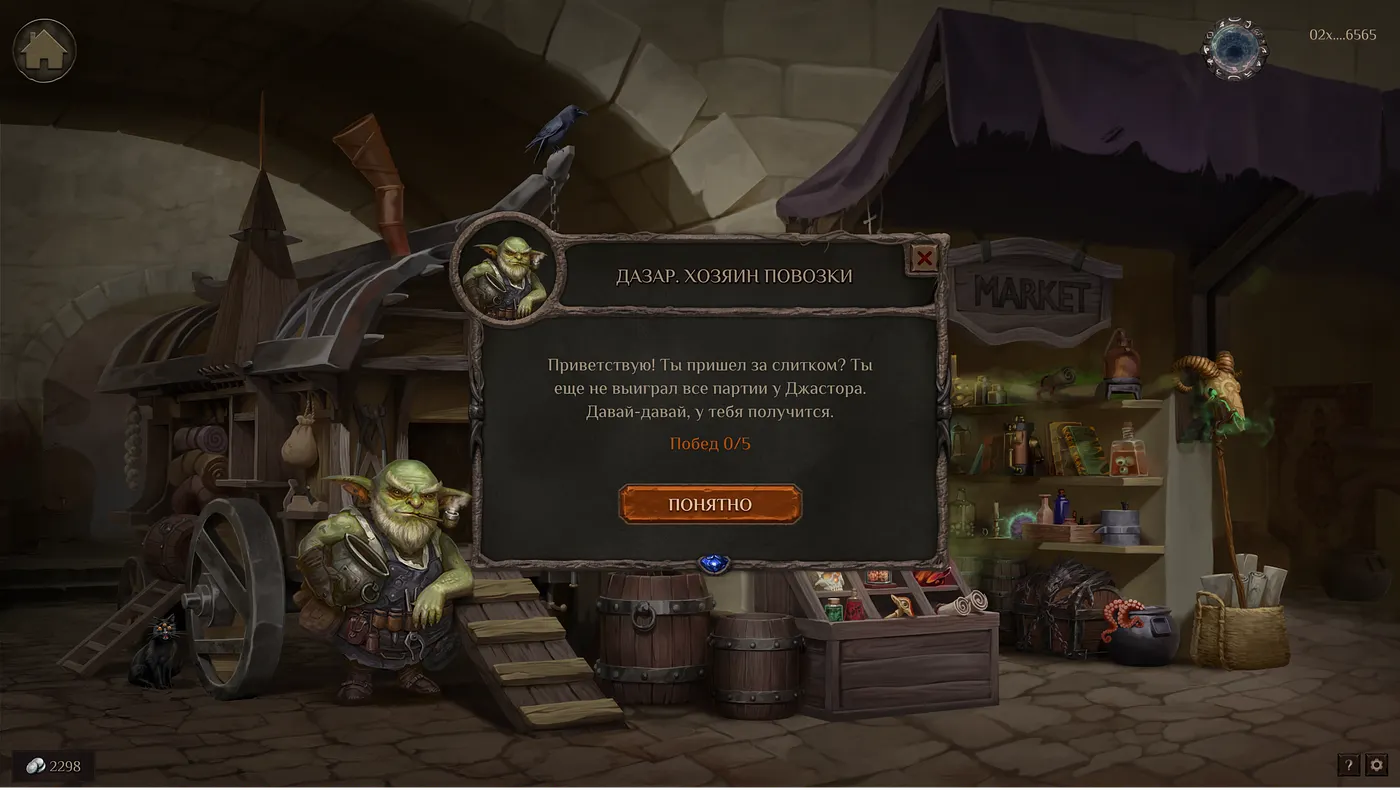 02x....6565
ДАЗАР. ХОЗЯИН ПОВОЗКИ
MARKET
Приветствую! Ты пришел за слитком? Ты
еще не выиграл все партии у Джастора.
Давай-давай, у тебя получится.
Побед 0/5
ПОНЯТНО
2298
?